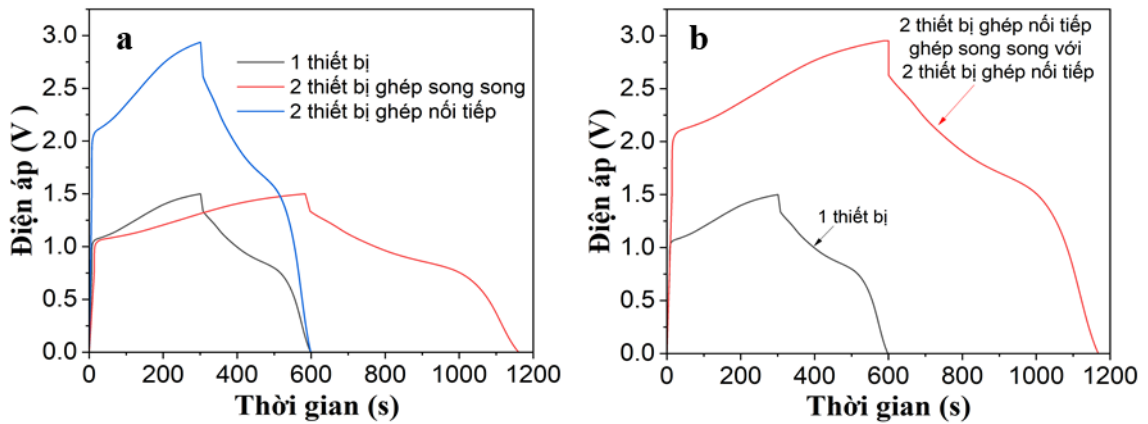 a
3.0
2.5
2.0
1.5
1.0
0.5
0.0
Điện áp (V)
1 thiết bị
2 thiết bị ghép song song
2 thiết bị ghép nối tiếp
0 200 400 600 800 1000 1200
Thời gian (s)
b
3.0
2.5
2.0
1.5
1.0
0.5
0.0
Điện áp (V)
2 thiết bị ghép nối tiếp
ghép song song với
2 thiết bị ghép nối tiếp
1 thiết bị
0 200 400 600 800 1000 1200
Thời gian (s)